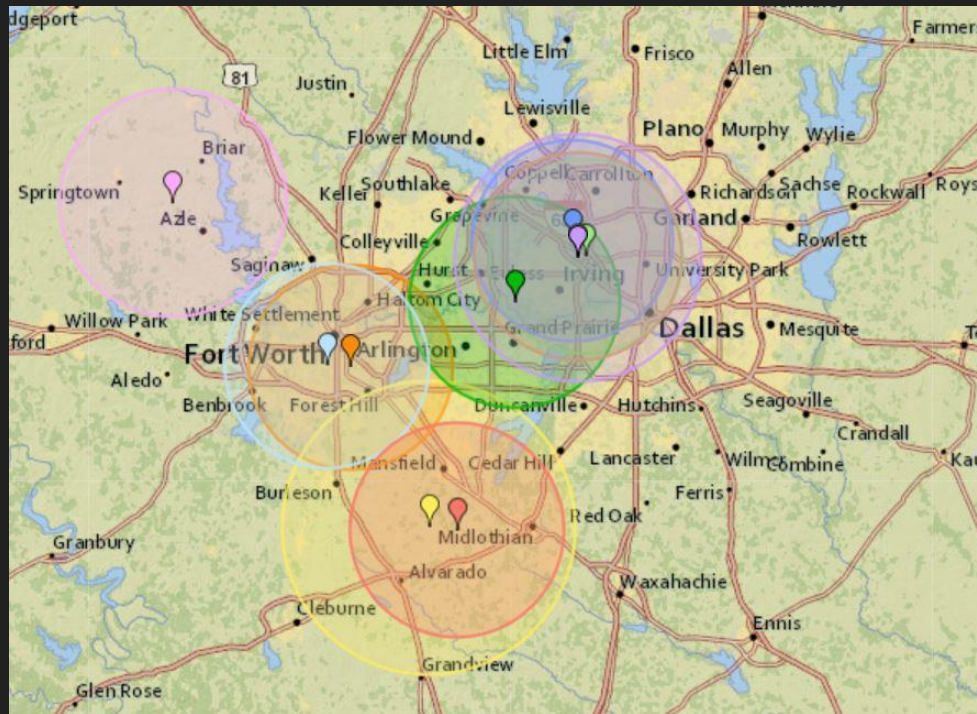 dgeport
Farmer
Little Elm
Frisco
Allen
81
Justin
Lewisville
Plano
Murphy
Wylie
Flower Mound
Briar
Springtown
Coppell
Carrollton
Sachse
Roys
Keller
Southlake
Richardson
Rockwall
Azle
Grapevine
Garland
Colleyville
Rowlett
Saginaw
Hurst
Euless
Irving
University Park
Haltom City
White Settlement
Willow Park
Grand Prairie
Dallas
Mesquite
ford
Fort Worth
Arlington
Aledo
Benbrook
Forest Hill
Duncanville
Hutchins
Seagoville
Crandall
Mansfield
Cedar Hill
Lancaster
Wilmer
Combine
Kau
Burleson
Ferris
Red Oak
Midlothian
Granbury
Alvarado
Waxahachie
Cleburne
Ennis
Grandview
Glen Rose